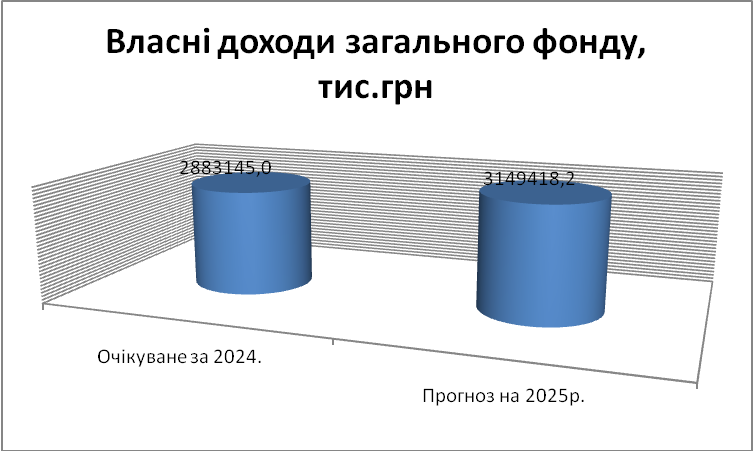 Власні доходи загального фонду,
тис.грн
2883145,0
3149418,2
Очікуване за 2024.
Прогноз на 2025р.